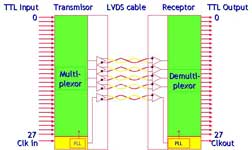 TTL Input Transmisor LVDS cable Receptor TTL Output
0 0
Multi- Demulti-
plexor plexor
27 27
Clk in PLL PLL Clkout